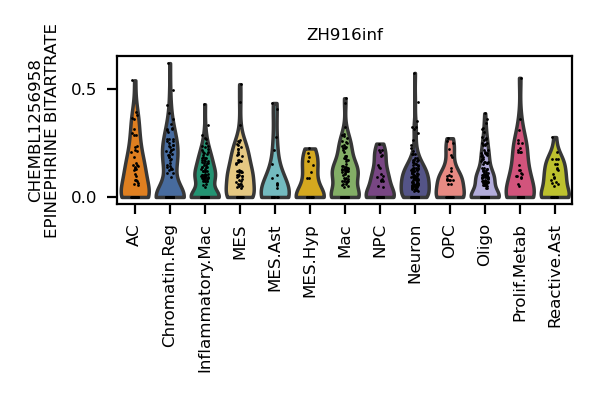 ZH916inf
CHEMBL1256958
EPINEPHRINE BITARTRATE
0.5
0.0
AC
Chromatin.Reg
Inflammatory.Mac
MES
MES.Ast
MES.Hyp
Mac
NPC
Neuron
OPC
Oligo
Prolif.Metab
Reactive.Ast